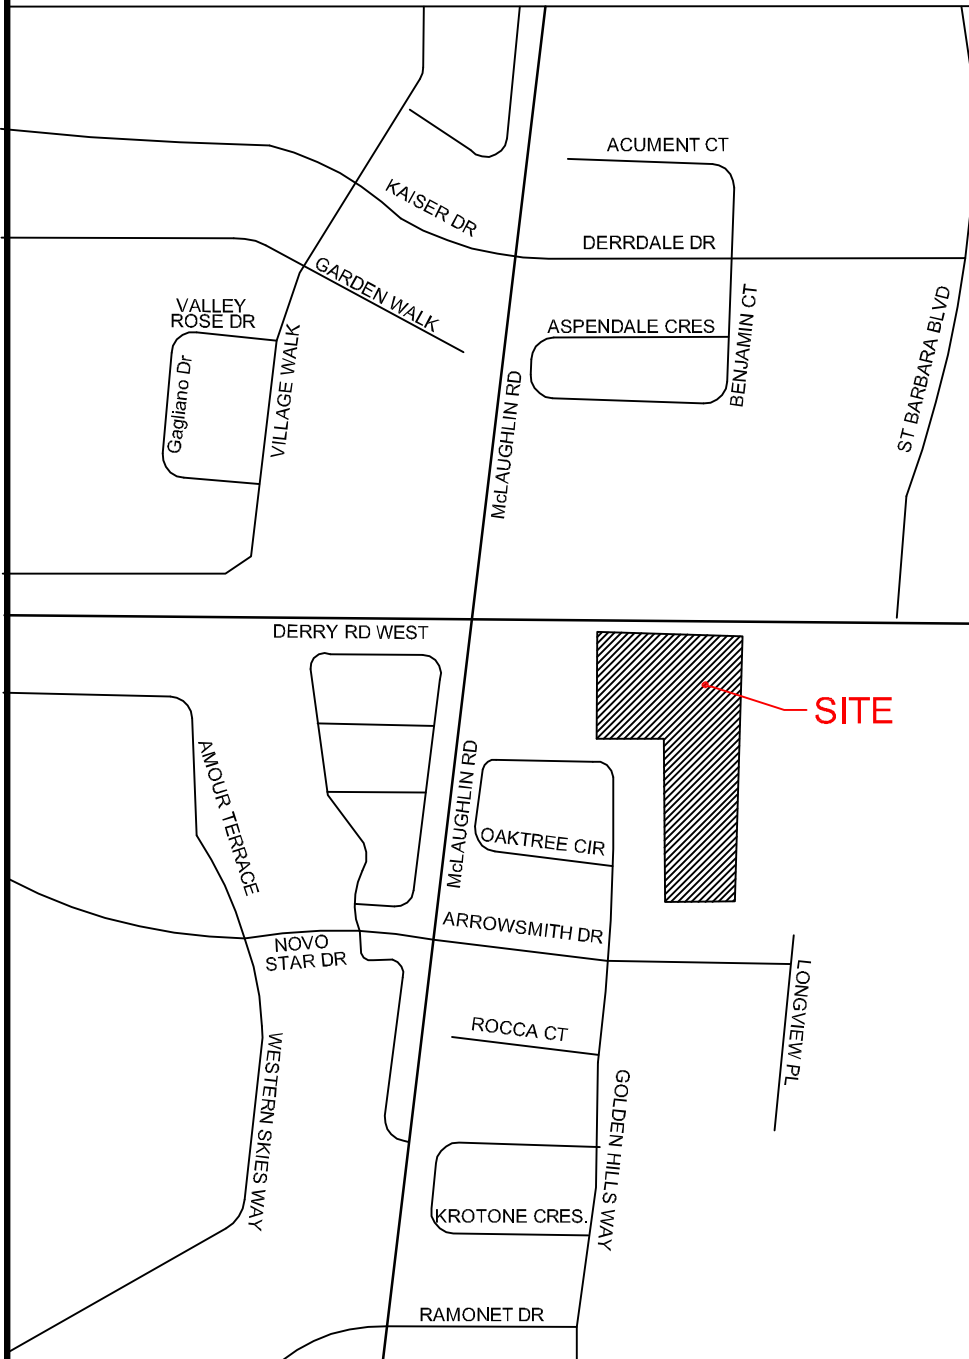 ACUMENT CT
KAISER DR
DERRDALE DR
GARDEN WALK
VALLEY
ROSE DR
ASPENDALE CRES
BENJAMIN CT
ST BARBARA BLVD
Gagliano Dr
VILLAGE WALK
McLAUGHLIN RD
DERRY RD WEST
SITE
AMOUR TERRACE
McLAUGHLIN RD
OAKTREE CIR
ARROWSMITH DR
NOVO
STAR DR
LONGVIEW PL
ROCCA CT
WESTERN SKIES WAY
GOLDEN HILLS WAY
KROTONE CRES.
RAMONET DR